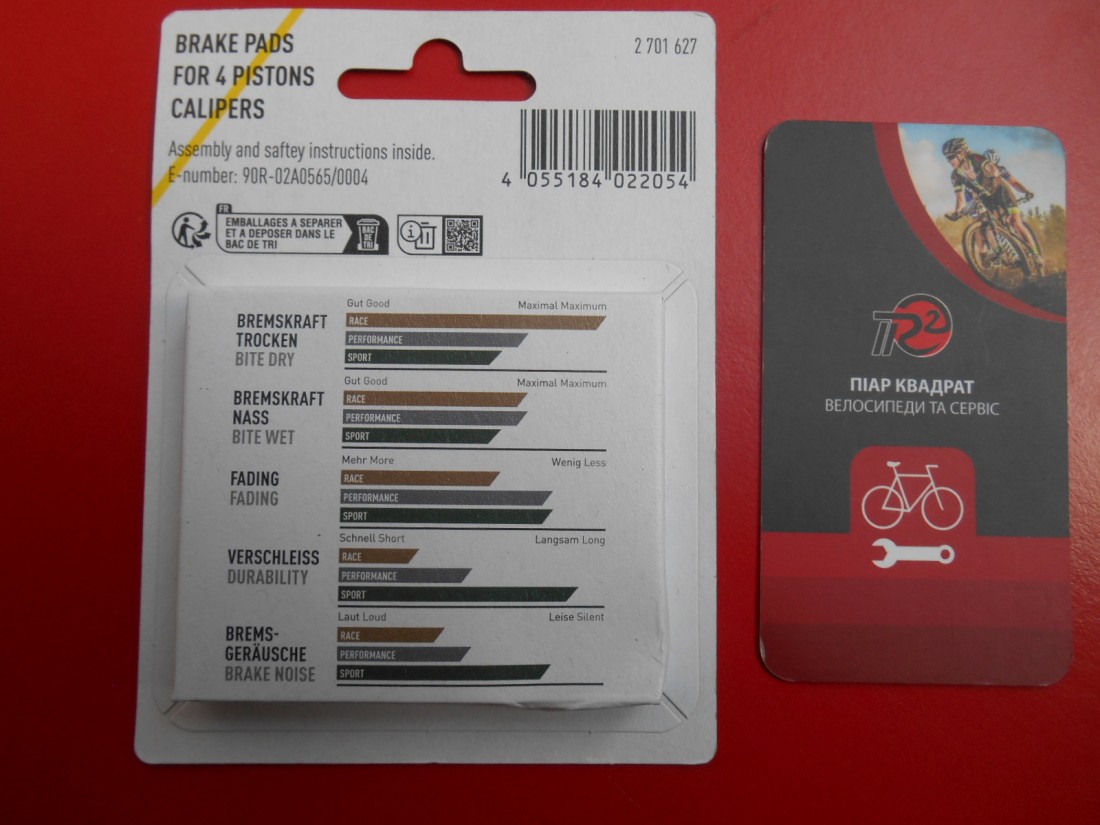 BRAKE PADS
FOR 4 PISTONS
CALIPERS
2 701 627
Assembly and saftey instructions inside.
E-number: 90R-02A0565/0004
4 055184 022054
FR
EMBALLAGES A SEPARER
ET A DEPOSER DANS LE
BAC DE TRI
BAC
DE
TRI
Gut Good Maximal Maximum
BREMSKRAFT
TROCKEN
BITE DRY
RACE
PERFORMANCE
SPORT
Gut Good Maximal Maximum
BREMSKRAFT
NASS
BITE WET
RACE
PERFORMANCE
SPORT
Mehr More Wenig Less
FADING
FADING
RACE
PERFORMANCE
SPORT
Schnell Short Langsam Long
VERSCHLEISS
DURABILITY
RACE
PERFORMANCE
SPORT
Laut Loud Leise Silent
BREMS-
GERÄUSCHE
BRAKE NOISE
RACE
PERFORMANCE
SPORT
ПR2
ПІАР КВАДРАТ
ВЕЛОСИПЕДИ ТА СЕРВІС